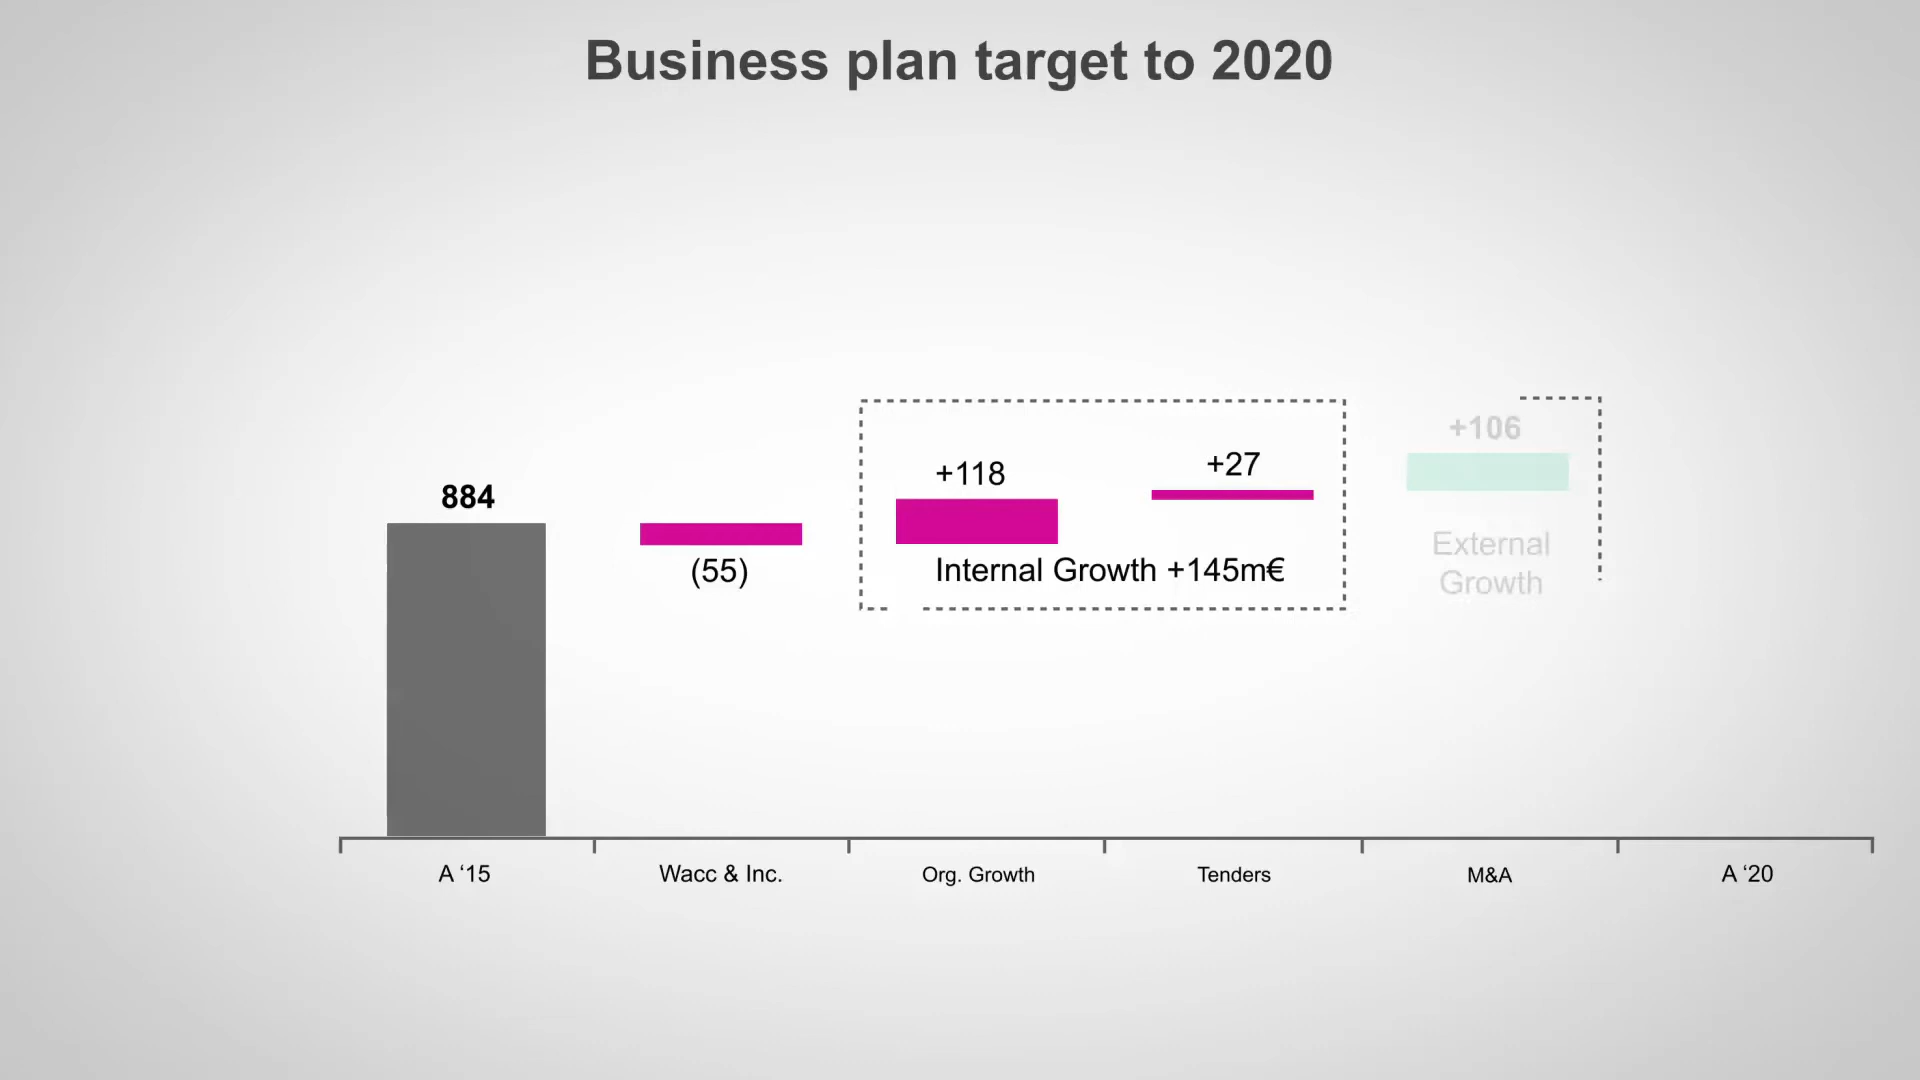 Business plan target to 2020
+106
+27
+118
884
External
Growth
Internal Growth +145m€
(55)
A ‘15
Wacc & Inc.
Org. Growth
Tenders
M&A
A ‘20